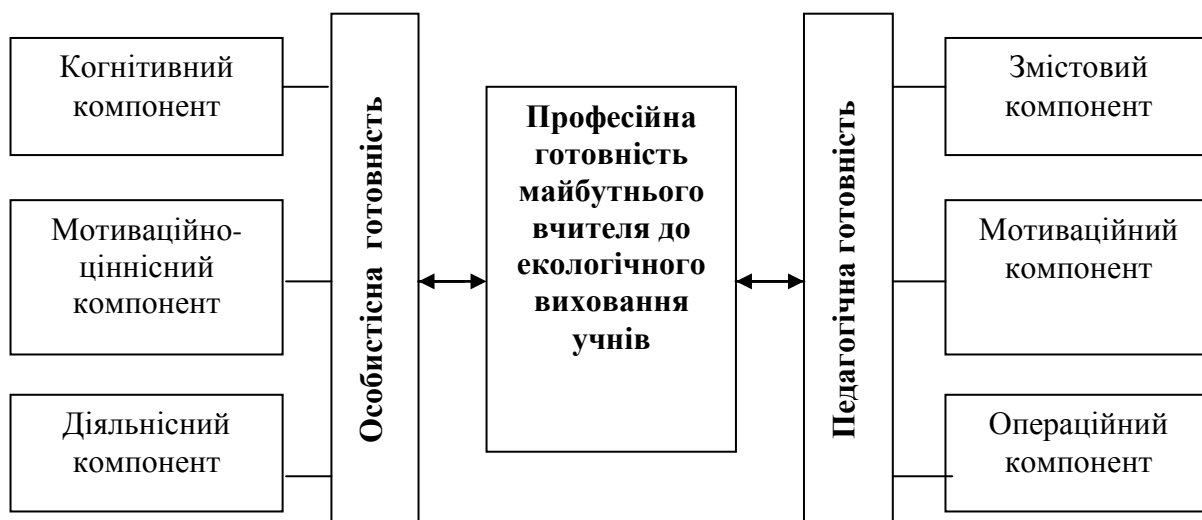 Когнітивний
компонент
Мотиваційно-
ціннісний
компонент
Діяльнісний
компонент
Особистісна готовність
Професійна
готовність
майбутнього
вчителя до
екологічного
виховання
учнів
Педагогічна готовність
Змістовий
компонент
Мотиваційний
компонент
Операційний
компонент